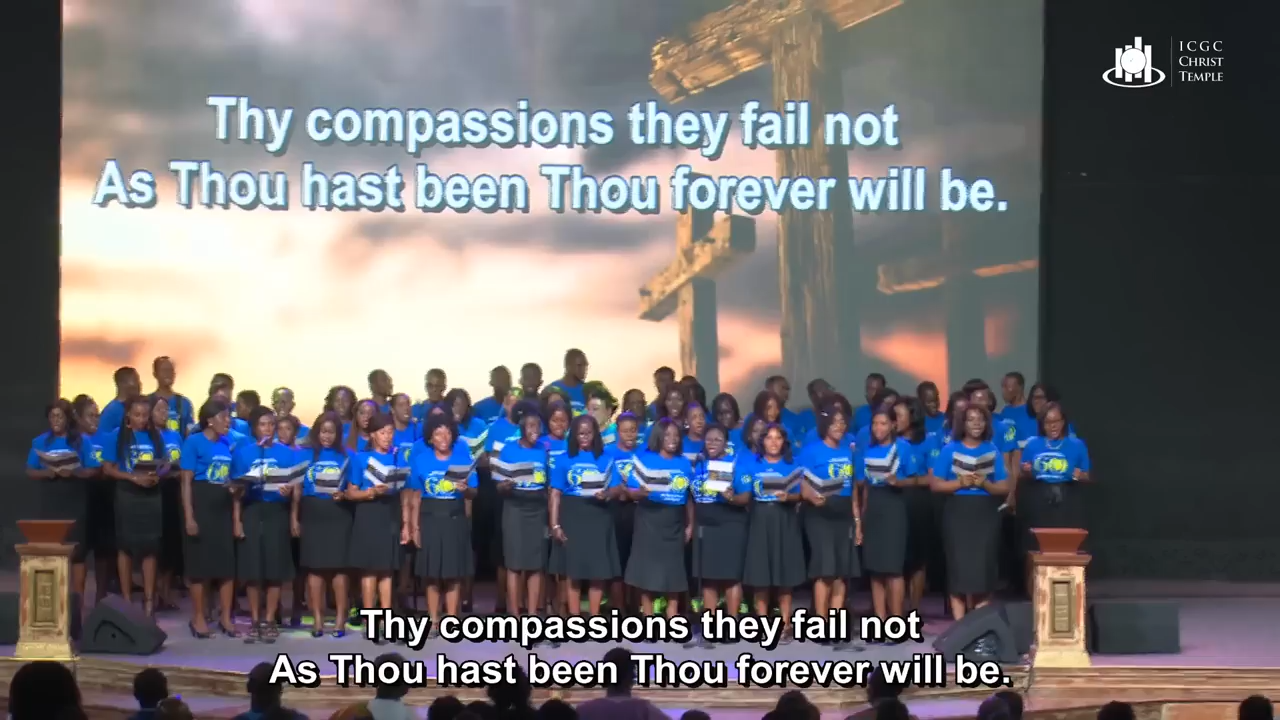 ICGC
CHRIST
TEMPLE
Thy compassions they fail not
As Thou hast been Thou forever will be.
60
Thy compassions they fail not
As Thou hast been Thou forever will be.